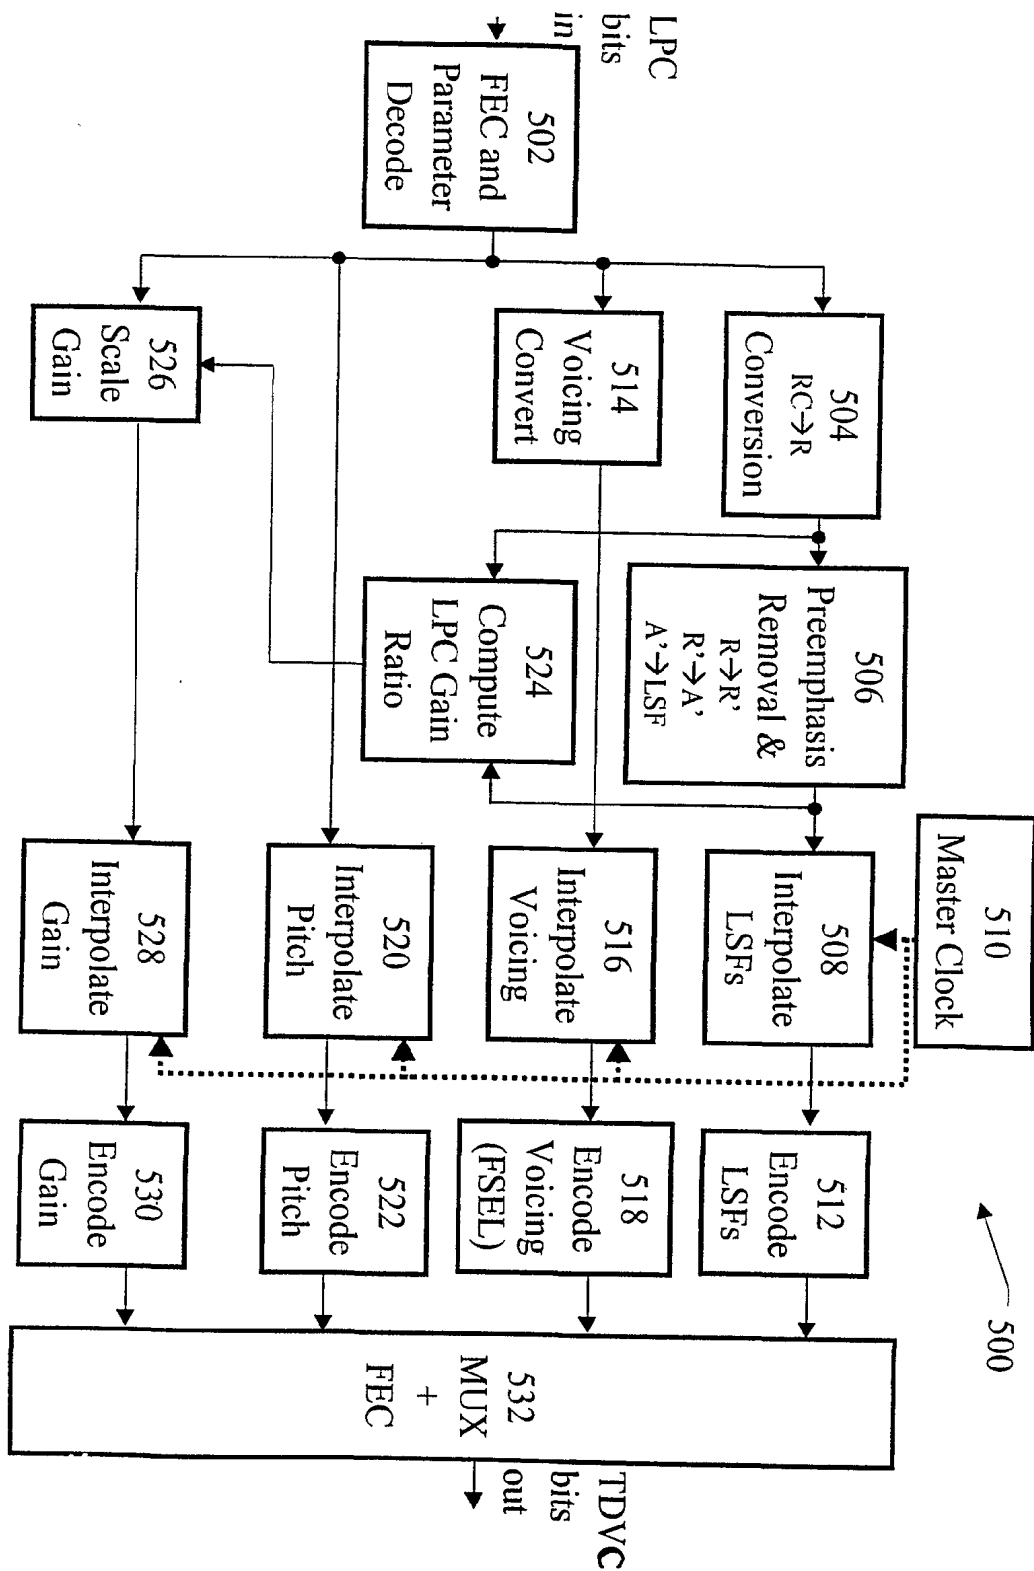 LPC
bits
in
502
FEC and
Parameter
Decode
504
RC→R
Conversion
506
Preemphasis
Removal &
R→R'
R'→A'
A'→LSF
510
Master Clock
508
Interpolate
LSFs
512
Encode
LSFs
500
514
Voicing
Convert
516
Interpolate
Voicing
518
Encode
Voicing
(FSEL)
524
Compute
LPC Gain
Ratio
520
Interpolate
Pitch
522
Encode
Pitch
526
Scale
Gain
528
Interpolate
Gain
530
Encode
Gain
532
MUX
+
FEC
TDVC
bits
out